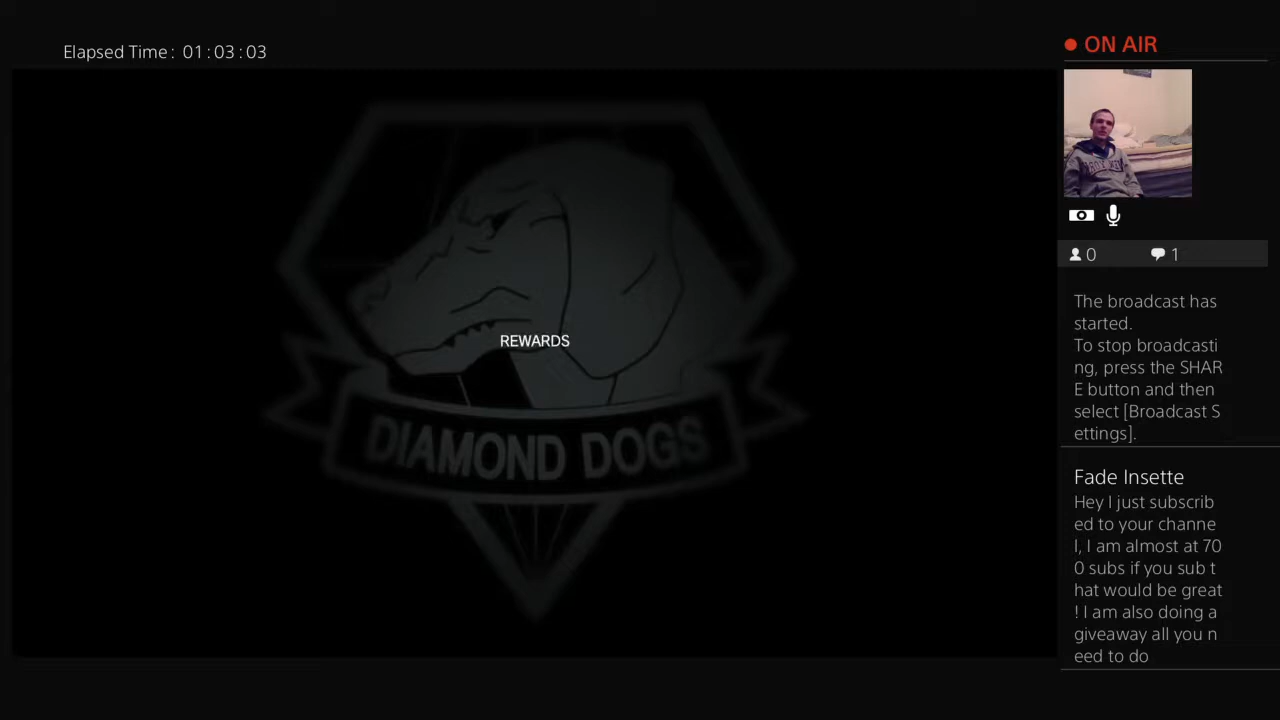 Elapsed Time: 01:03:03
ON AIR
0
1
REWARDS
DIAMOND DOGS
The broadcast has
started.
To stop broadcasti
ng, press the SHAR
E button and then
select [Broadcast S
ettings].
Fade Insette
Hey I just subscrib
ed to your channe
l, I am almost at 70
0 subs if you sub t
hat would be great
! I am also doing a
giveaway all you n
eed to do